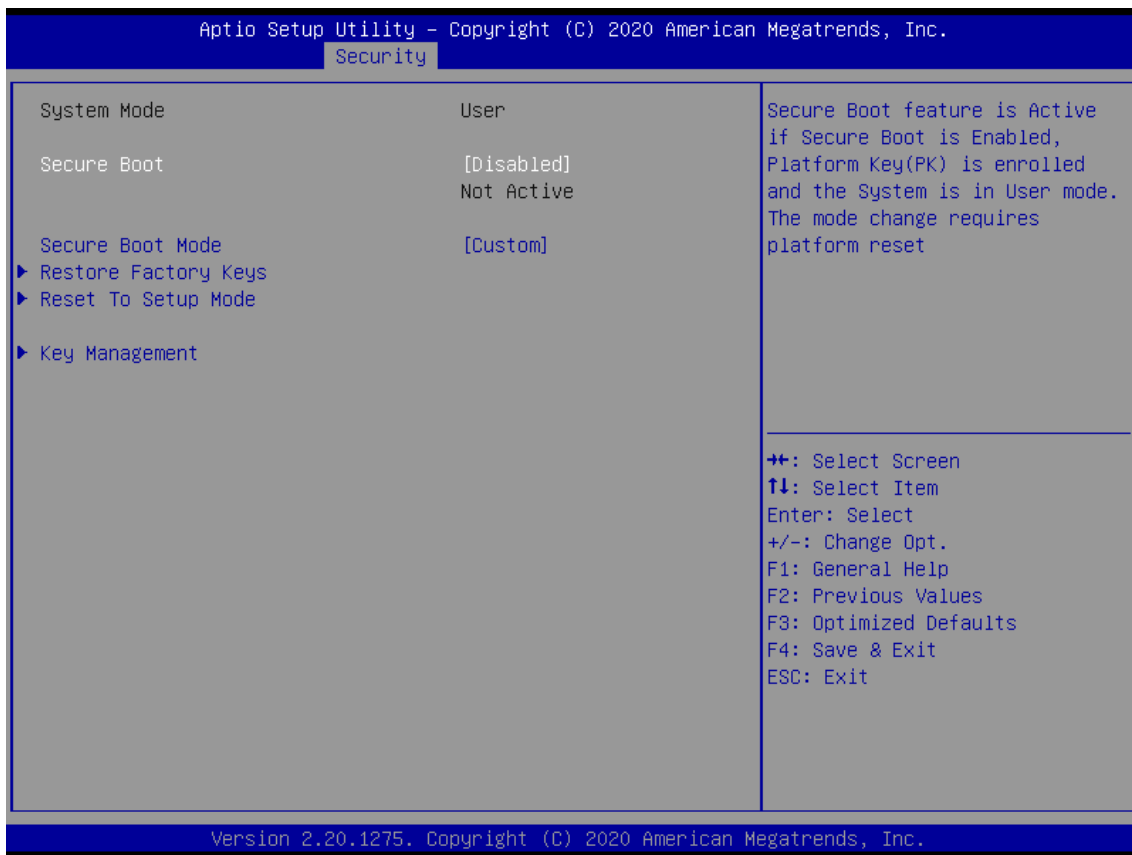 Aptio Setup Utility – Copyright (C) 2020 American Megatrends, Inc.
Security
System Mode User
Secure Boot [Disabled]
Not Active
Secure Boot Mode [Custom]
▶ Restore Factory Keys
▶ Reset To Setup Mode
▶ Key Management
Secure Boot feature is Active
if Secure Boot is Enabled,
Platform Key(PK) is enrolled
and the System is in User mode.
The mode change requires
platform reset
→←: Select Screen
↑↓: Select Item
Enter: Select
+/-: Change Opt.
F1: General Help
F2: Previous Values
F3: Optimized Defaults
F4: Save & Exit
ESC: Exit
Version 2.20.1275. Copyright (C) 2020 American Megatrends, Inc.